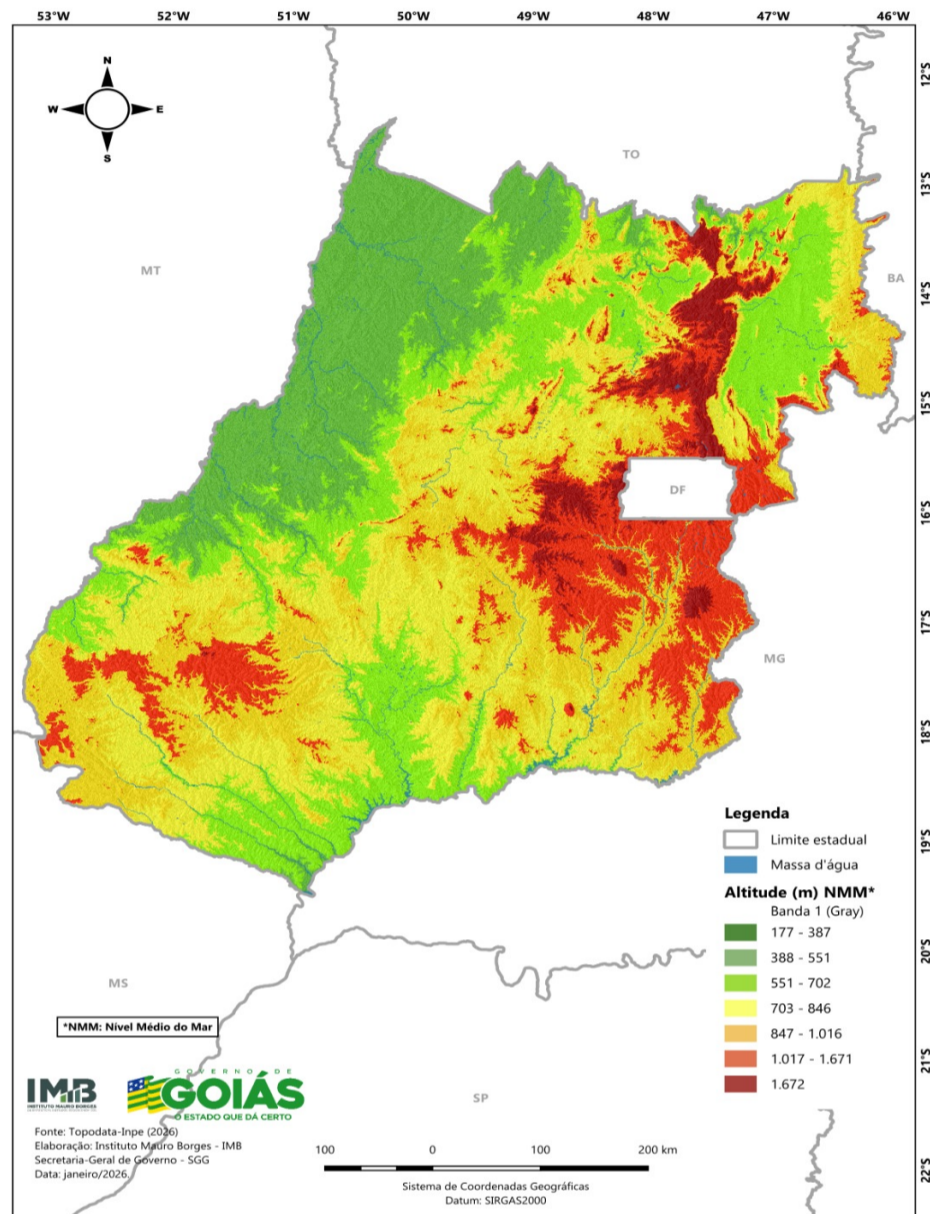 53°W 52°W 51°W 50°W 49°W 48°W 47°W 46°W
N
W E
S
12°S
13°S
14°S
15°S
16°S
17°S
18°S
19°S
20°S
21°S
22°S
TO
MT
BA
DF
MG
MS
SP
Legenda
Limite estadual
Massa d'água
Altitude (m) NMM*
Banda 1 (Gray)
177 - 387
388 - 551
551 - 702
703 - 846
847 - 1.016
1.017 - 1.671
1.672
*NMM: Nível Médio do Mar
IMB
INSTITUTO MAURO BORGES
GOVERNO DE
GOIÁS
O ESTADO QUE DÁ CERTO
Fonte: Topodata-Inpe (2026)
Elaboração: Instituto Mauro Borges - IMB
Secretaria-Geral de Governo - SGG
Data: janeiro/2026.
100 0 100 200 km
Sistema de Coordenadas Geográficas
Datum: SIRGAS2000